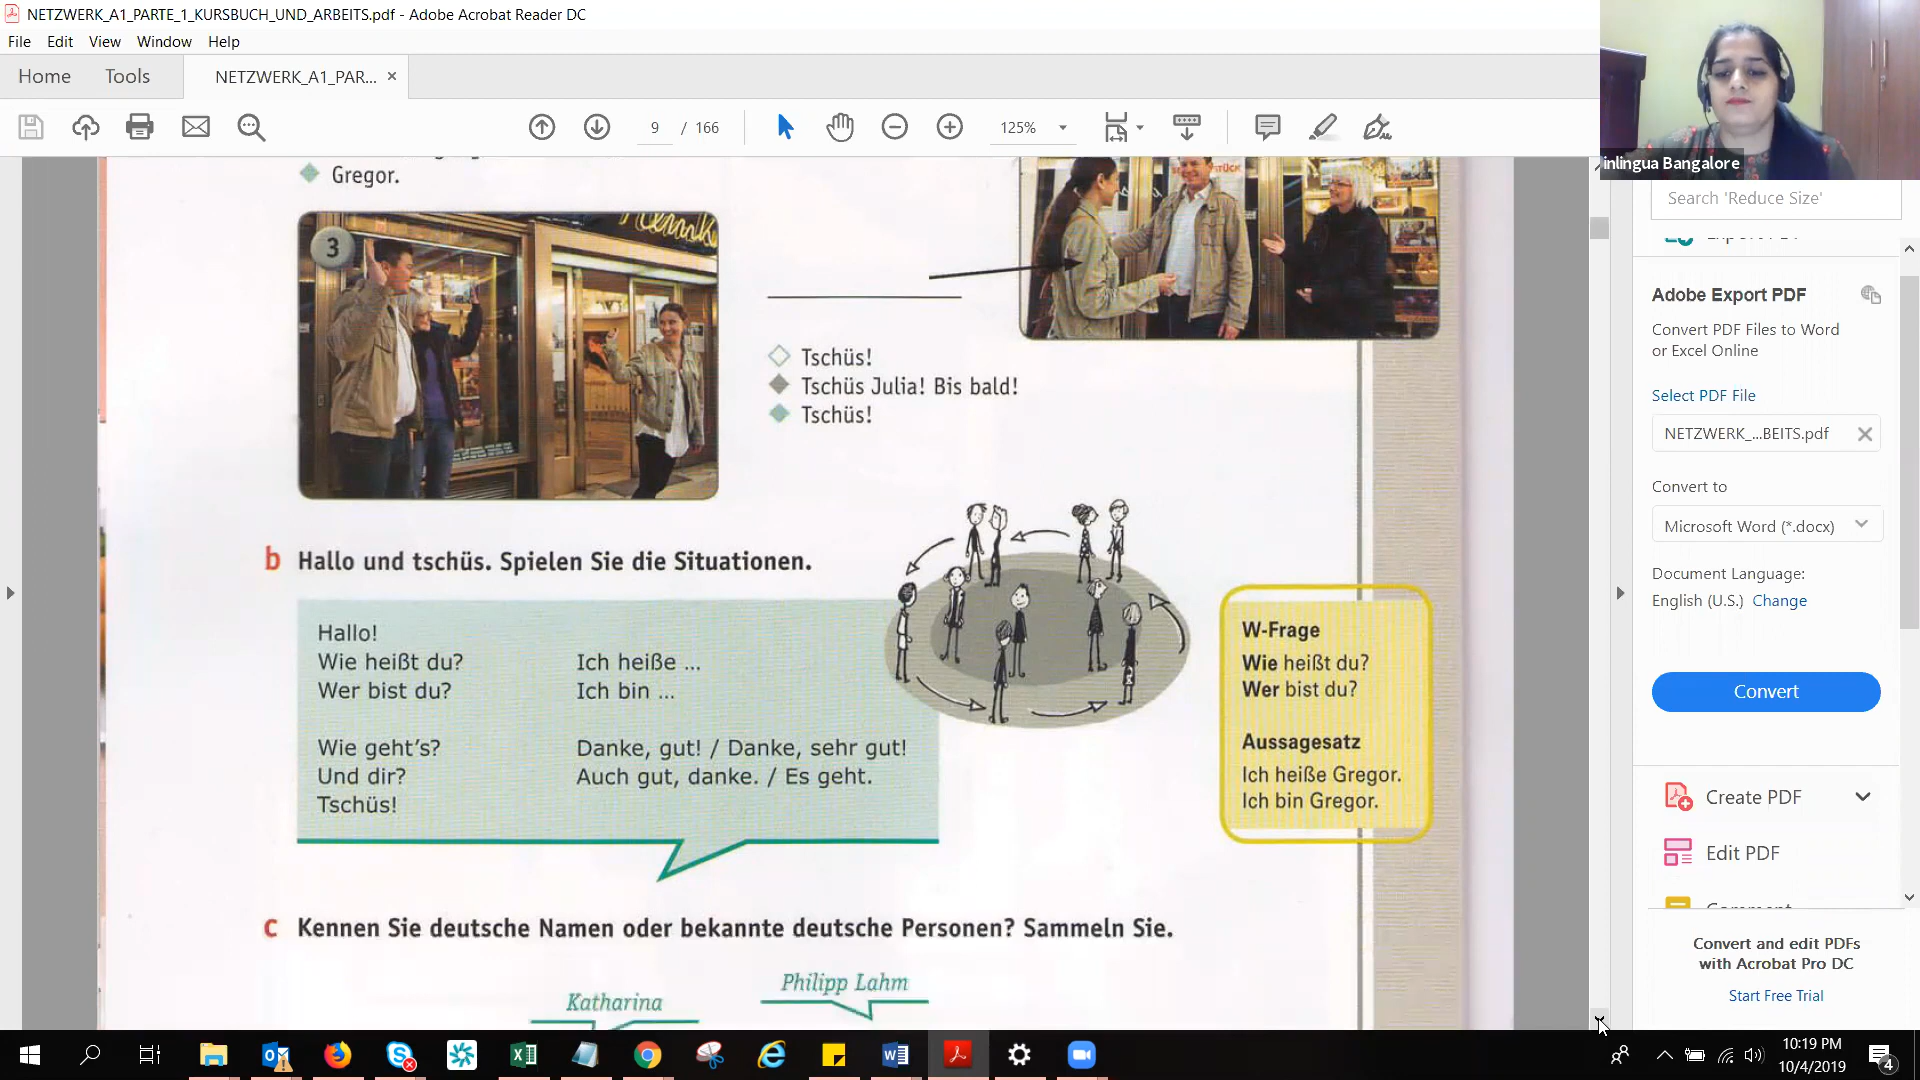 NETZWERK_A1_PARTE_1_KURSBUCH_UND_ARBEITS.pdf - Adobe Acrobat Reader DC
File Edit View Window Help
Home Tools NETZWERK_A1_PAR... ×
9 / 166 125%
inlingua Bangalore
Search 'Reduce Size'
Gregor.
3
Tschüs!
Tschüs Julia! Bis bald!
Tschüs!
b Hallo und tschüs. Spielen Sie die Situationen.
Hallo!
Wie heißt du? Ich heiße ...
Wer bist du? Ich bin ...
Wie geht's? Danke, gut! / Danke, sehr gut!
Und dir? Auch gut, danke. / Es geht.
Tschüs!
W-Frage
Wie heißt du?
Wer bist du?
Aussagesatz
Ich heiße Gregor.
Ich bin Gregor.
c Kennen Sie deutsche Namen oder bekannte deutsche Personen? Sammeln Sie.
Philipp Lahm
Katharina
Adobe Export PDF
Convert PDF Files to Word
or Excel Online
Select PDF File
NETZWERK_...BEITS.pdf
Convert to
Microsoft Word (*.docx)
Document Language:
English (U.S.) Change
Convert
Create PDF
Edit PDF
Convert and edit PDFs
with Acrobat Pro DC
Start Free Trial
10:19 PM
10/4/2019
4